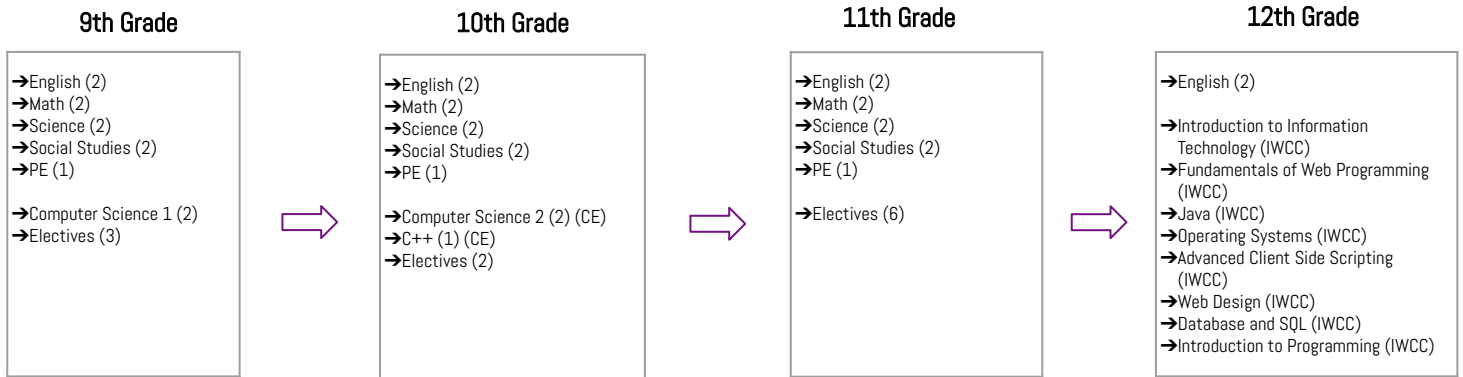 9th Grade
➔English (2)
➔Math (2)
➔Science (2)
➔Social Studies (2)
➔PE (1)
➔Computer Science 1 (2)
➔Electives (3)
10th Grade
➔English (2)
➔Math (2)
➔Science (2)
➔Social Studies (2)
➔PE (1)
➔Computer Science 2 (2) (CE)
➔C++ (1) (CE)
➔Electives (2)
11th Grade
➔English (2)
➔Math (2)
➔Science (2)
➔Social Studies (2)
➔PE (1)
➔Electives (6)
12th Grade
➔English (2)
➔Introduction to Information
Technology (IWCC)
➔Fundamentals of Web Programming
(IWCC)
➔Java (IWCC)
➔Operating Systems (IWCC)
➔Advanced Client Side Scripting
(IWCC)
➔Web Design (IWCC)
➔Database and SQL (IWCC)
➔Introduction to Programming (IWCC)